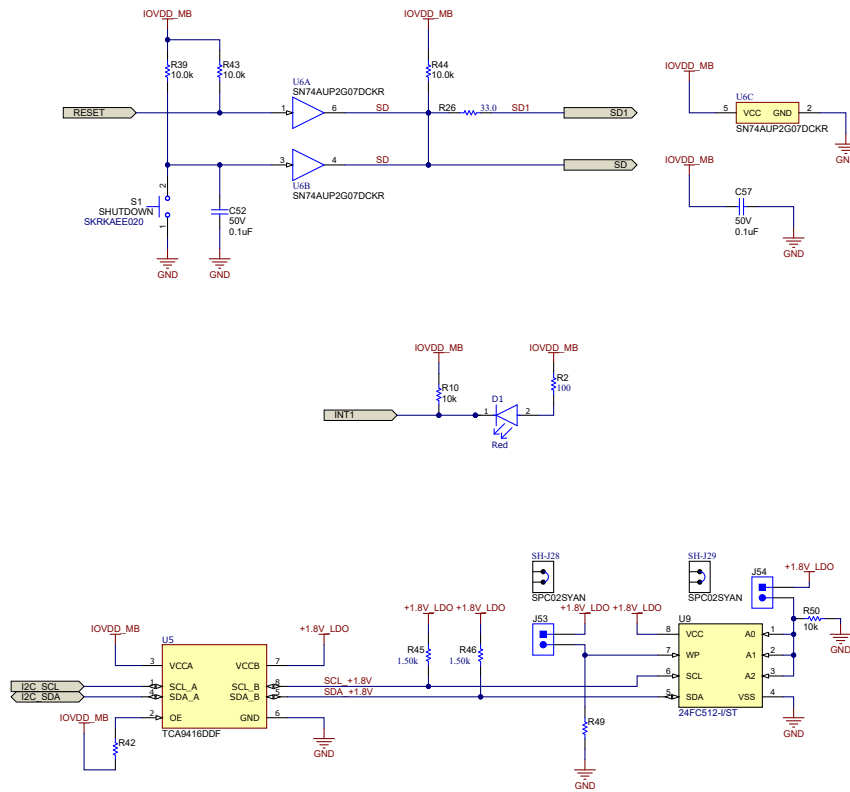 IOVDD_MB
IOVDD_MB
R39
10.0k
R43
10.0k
R44
10.0k
IOVDD_MB
U6A
SN74AUP2G07DCKR
U6C
RESET
1
6
SD
R26
33.0
SD1
SD1
5
VCC
GND
2
SN74AUP2G07DCKR
GND
3
4
SD
SD
IOVDD_MB
U6B
SN74AUP2G07DCKR
2
S1
SHUTDOWN
SKRKAEE020
1
C52
50V
0.1uF
C57
50V
0.1uF
GND
GND
GND
IOVDD_MB
IOVDD_MB
R10
10k
R2
100
INT1
D1
1
2
Red
SH-J28
SPC02SYAN
SH-J29
SPC02SYAN
J54
+1.8V_LDO
+1.8V_LDO
+1.8V_LDO
+1.8V_LDO
+1.8V_LDO
R50
10k
GND
IOVDD_MB
U5
+1.8V_LDO
R45
1.50k
R46
1.50k
J53
U9
8
VCC
A0
1
7
WP
A1
2
6
SCL
A2
3
5
SDA
VSS
4
24FC512-I/ST
GND
3
VCCA
VCCB
7
I2C_SCL
1
SCL_A
SCL_B
8
SCL_+1.8V
I2C_SDA
4
SDA_A
SDA_B
5
SDA_+1.8V
IOVDD_MB
2
OE
GND
6
TCA9416DDF
GND
R42
R49
GND